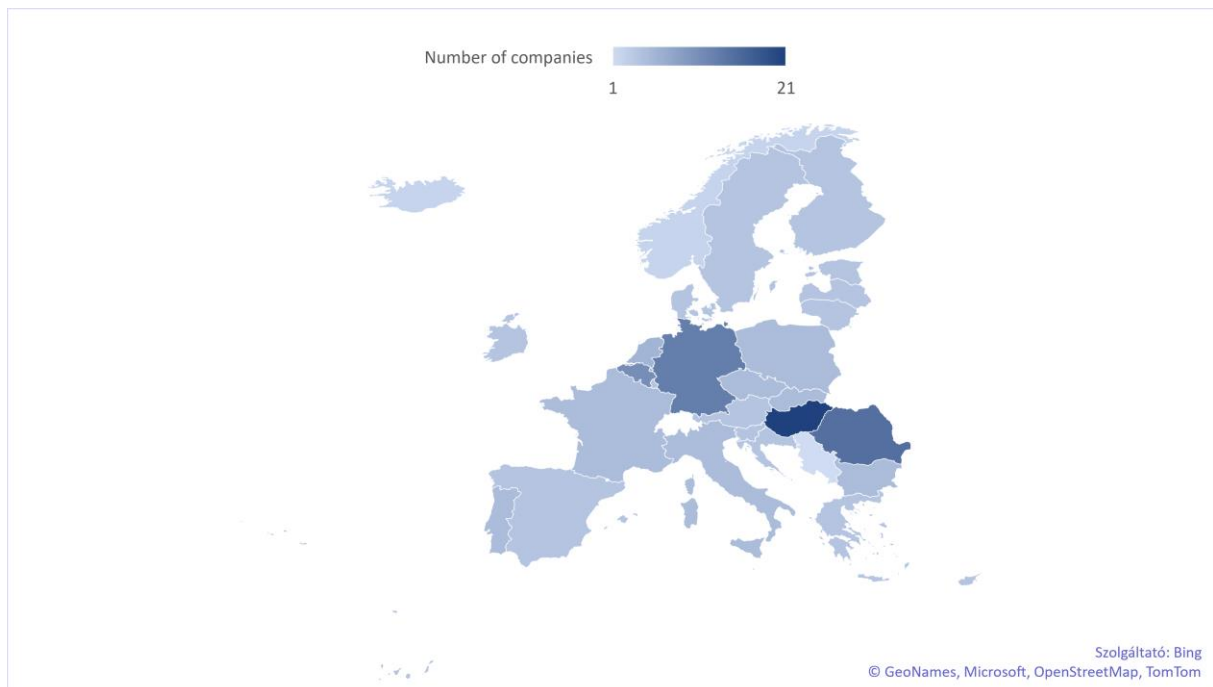 Number of companies
1 21
Szolgáltató: Bing
© GeoNames, Microsoft, OpenStreetMap, TomTom